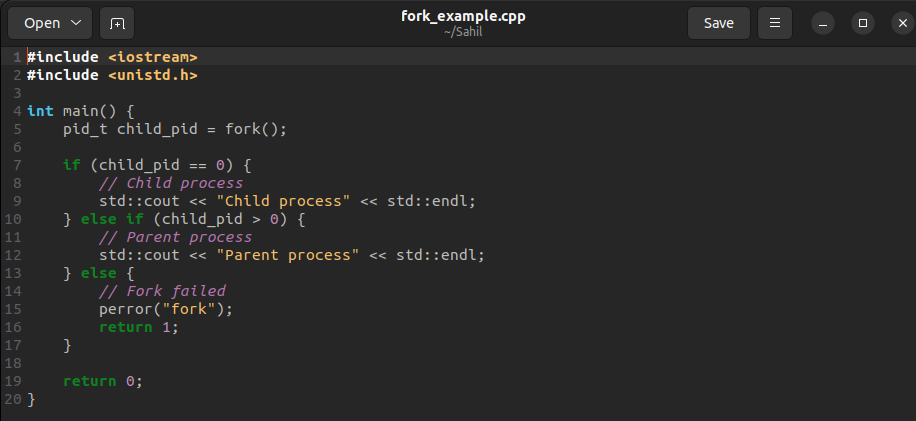 Open
fork_example.cpp
~/Sahil
Save
1 #include <iostream>
2 #include <unistd.h>
3
4 int main() {
5     pid_t child_pid = fork();
6
7     if (child_pid == 0) {
8         // Child process
9         std::cout << "Child process" << std::endl;
10     } else if (child_pid > 0) {
11         // Parent process
12         std::cout << "Parent process" << std::endl;
13     } else {
14         // Fork failed
15         perror("fork");
16         return 1;
17     }
18
19     return 0;
20 }